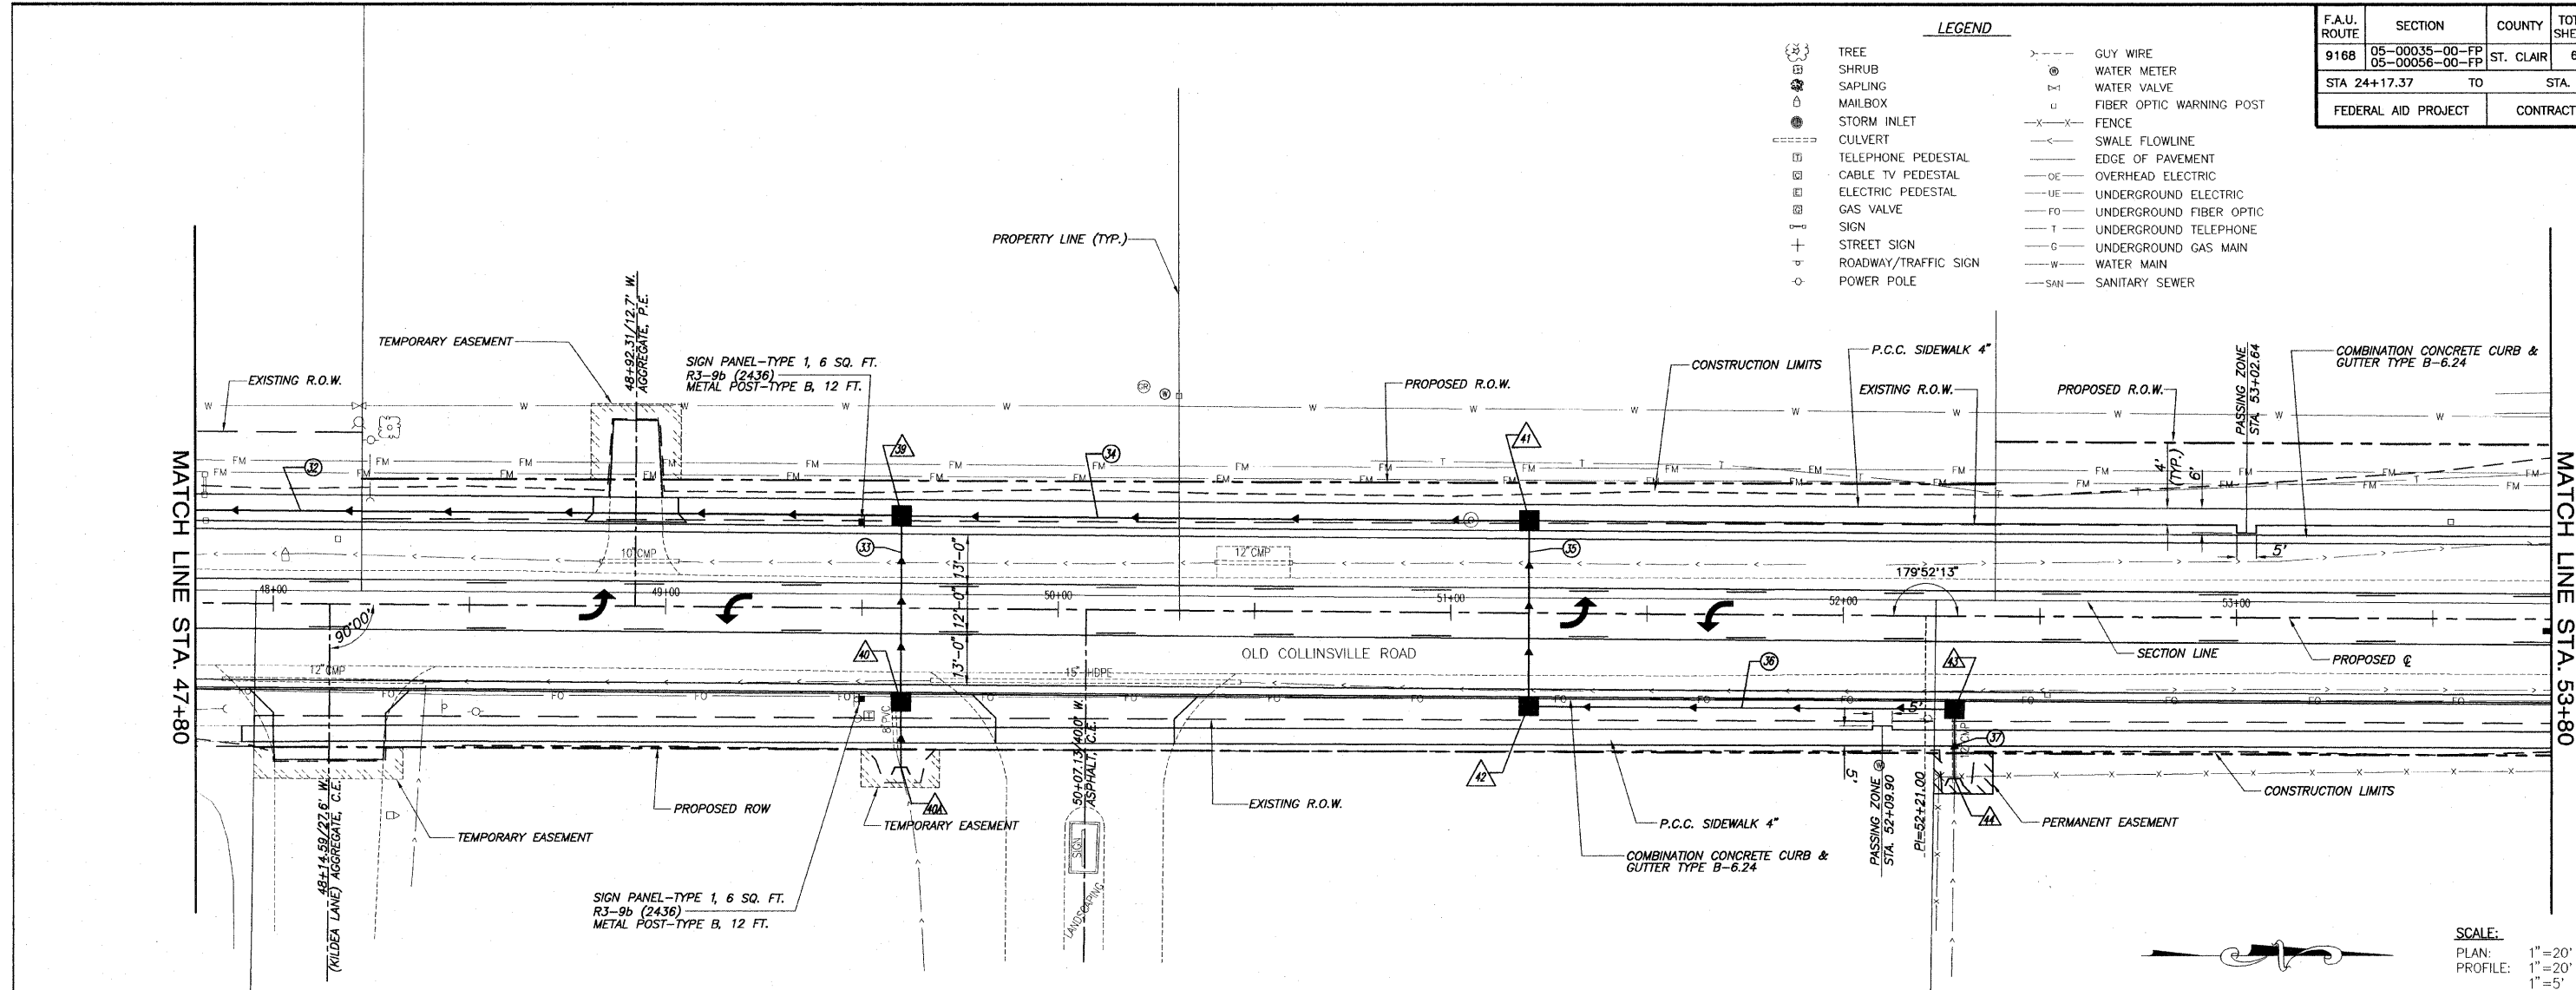 F.A.U. ROUTE
SECTION
COUNTY
9168
05-00035-00-FP
05-00056-00-FP
ST. CLAIR
STA 24+17.37 TO STA.
FEDERAL AID PROJECT
CONTRACT
LEGEND
TREE
SHRUB
SAPLING
MAILBOX
STORM INLET
CULVERT
TELEPHONE PEDESTAL
CABLE TV PEDESTAL
ELECTRIC PEDESTAL
GAS VALVE
SIGN
STREET SIGN
ROADWAY/TRAFFIC SIGN
POWER POLE
GUY WIRE
WATER METER
WATER VALVE
FIBER OPTIC WARNING POST
FENCE
SWALE FLOWLINE
EDGE OF PAVEMENT
OE OVERHEAD ELECTRIC
UE UNDERGROUND ELECTRIC
FO UNDERGROUND FIBER OPTIC
T UNDERGROUND TELEPHONE
G UNDERGROUND GAS MAIN
W WATER MAIN
SAN SANITARY SEWER
PROPERTY LINE (TYP.)
TEMPORARY EASEMENT
48+92.31/12.7' W.
AGGREGATE, P.E.
SIGN PANEL-TYPE 1, 6 SQ. FT.
R3-9b (2436)
METAL POST-TYPE B, 12 FT.
EXISTING R.O.W.
PROPOSED R.O.W.
CONSTRUCTION LIMITS
P.C.C. SIDEWALK 4"
EXISTING R.O.W.
PROPOSED R.O.W.
PASSING ZONE
STA. 53+02.64
COMBINATION CONCRETE CURB &
GUTTER TYPE B-6.24
MATCH LINE STA. 47+80
MATCH LINE STA. 53+80
32
39
34
41
4'
(TYP.)
6'
33
35
10" CMP
12" CMP
5'
13'-0"
12'-0"
13'-0"
179°52'13"
48+00
49+00
50+00
51+00
52+00
53+00
90°00'
OLD COLLINSVILLE ROAD
SECTION LINE
PROPOSED ℄
12" CMP
15" HDPE
40
36
43
5'
8" PVC
12" CMP
37
42
40A
44
5'
48+14.59/27.6' W.
(KILDEA LANE) AGGREGATE, C.E.
TEMPORARY EASEMENT
PROPOSED ROW
TEMPORARY EASEMENT
50+07.13/40.0' W.
ASPHALT, C.E.
SIGN
LANDSCAPING
EXISTING R.O.W.
P.C.C. SIDEWALK 4"
COMBINATION CONCRETE CURB &
GUTTER TYPE B-6.24
PASSING ZONE
STA. 52+09.90
PI=52+21.00
PERMANENT EASEMENT
CONSTRUCTION LIMITS
SIGN PANEL-TYPE 1, 6 SQ. FT.
R3-9b (2436)
METAL POST-TYPE B, 12 FT.
SCALE:
PLAN: 1"=20'
PROFILE: 1"=20'
1"=5'